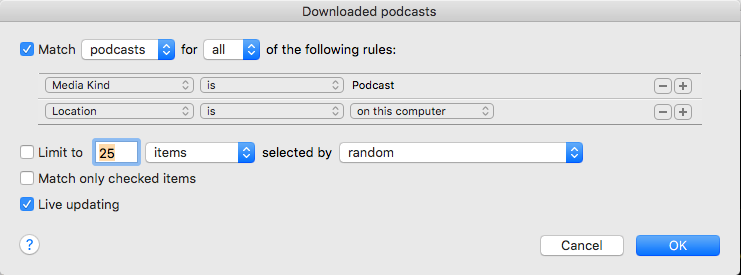 Downloaded podcasts
Match podcasts for all of the following rules:
Media Kind is Podcast
Location is on this computer
Limit to 25 items selected by random
Match only checked items
Live updating
? Cancel OK